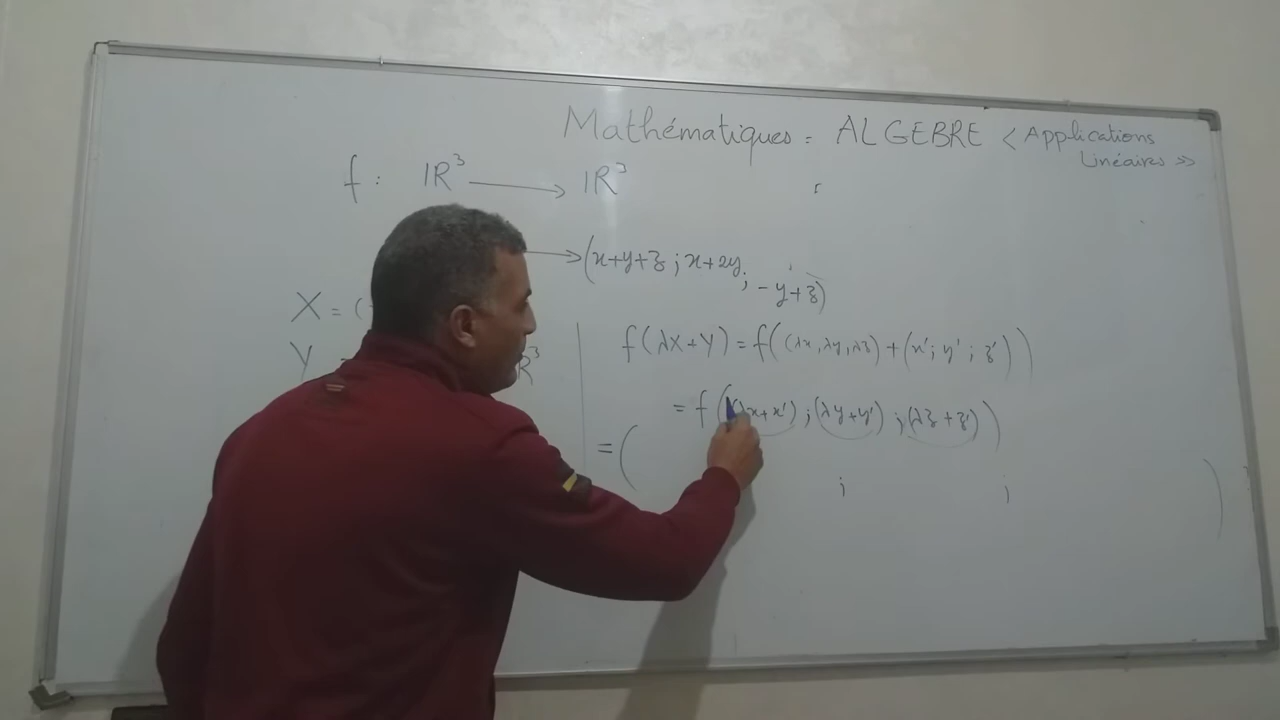 Mathématiques = ALGEBRE < Applications
Linéaires >>
f : IR³ ⟶ IR³
⟶ (x+y+z ; x+2y
; -y+z)
X = (
Y = IR³
f(λX+Y) = f((λx, λy, λz) + (x' ; y' ; z'))
= f((λx+x') ; (λy+y') ; (λz+z'))
= ( ; ; )